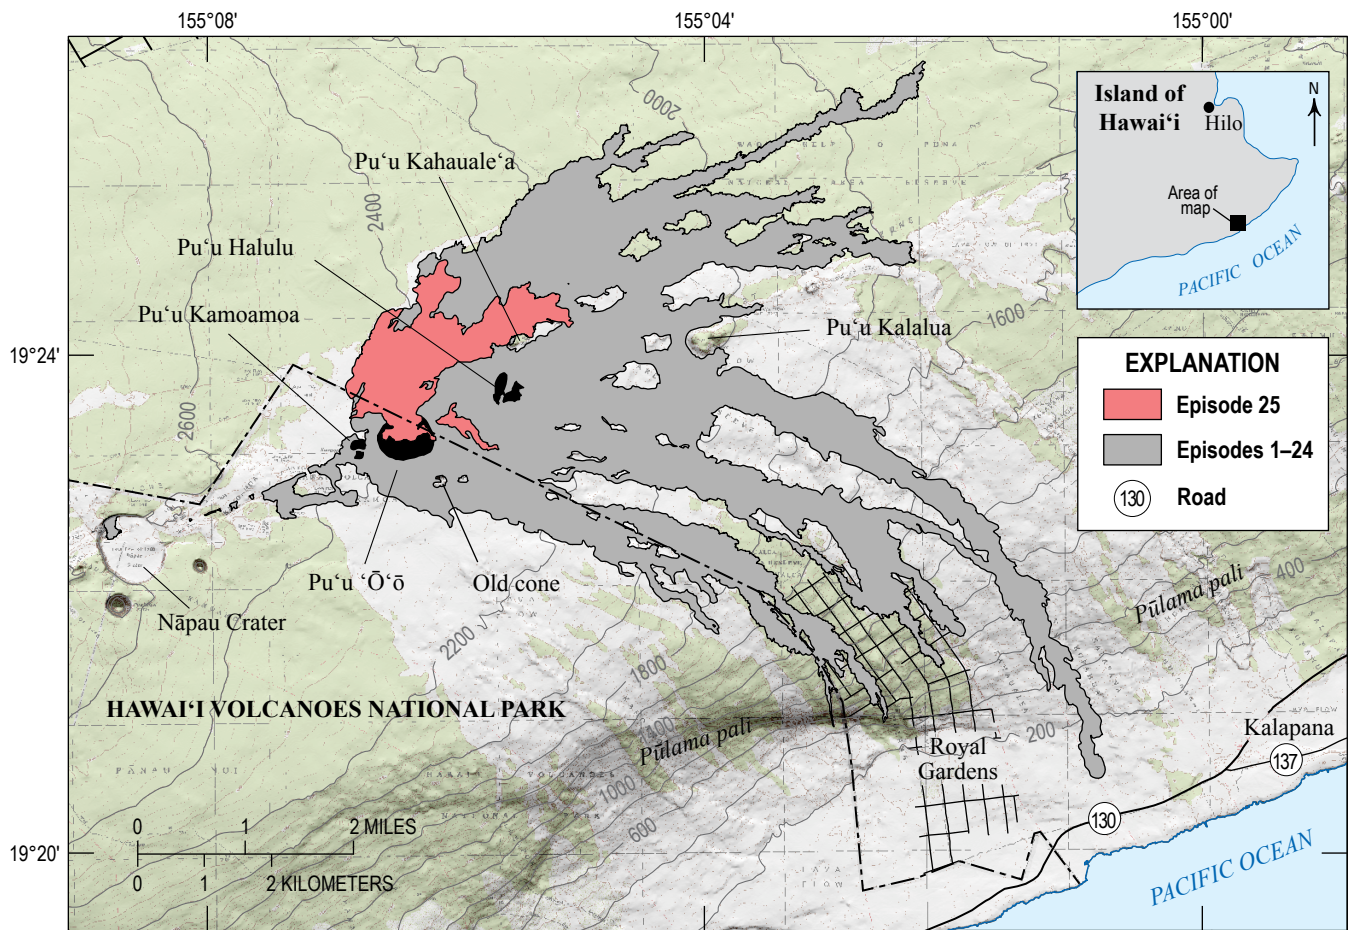 155°08'
155°04'
155°00'
2000
Island of
Hawai‘i
N
Hilo
Area of
map
PACIFIC OCEAN
Pu‘u Kahauale‘a
2400
Pu‘u Halulu
Pu‘u Kamoamoa
Pu‘u Kalalua
1600
19°24'
EXPLANATION
Episode 25
Episodes 1–24
130
Road
2600
Pu‘u ‘Ō‘ō
Old cone
Nāpau Crater
2200
1800
Pūlama pali
400
HAWAI‘I VOLCANOES NATIONAL PARK
1400
Pūlama pali
200
Royal
Gardens
Kalapana
137
1000
600
130
0 1 2 MILES
0 1 2 KILOMETERS
19°20'
PACIFIC OCEAN